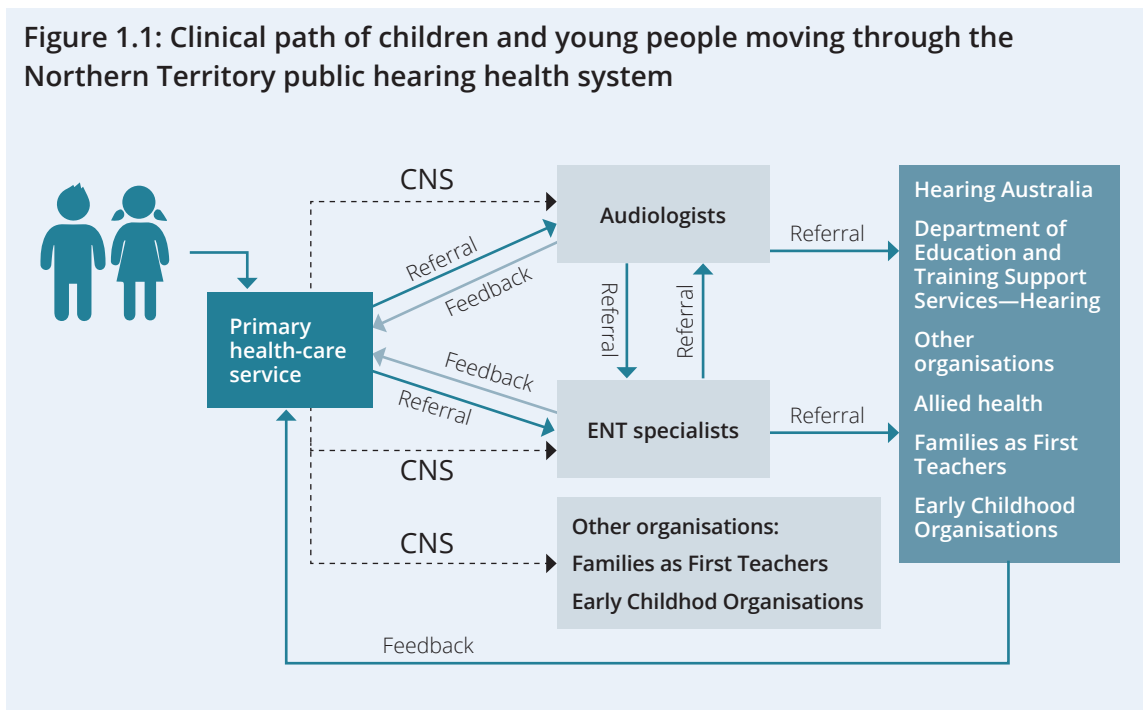 Figure 1.1: Clinical path of children and young people moving through the
Northern Territory public hearing health system
CNS
Audiologists
Referral
Feedback
Referral
Hearing Australia
Department of
Education and
Training Support
Services—Hearing
Other
organisations
Allied health
Families as First
Teachers
Early Childhood
Organisations
Primary
health-care
service
Referral
Referral
Feedback
Referral
ENT specialists
Referral
CNS
CNS
Other organisations:
Families as First Teachers
Early Childhod Organisations
Feedback